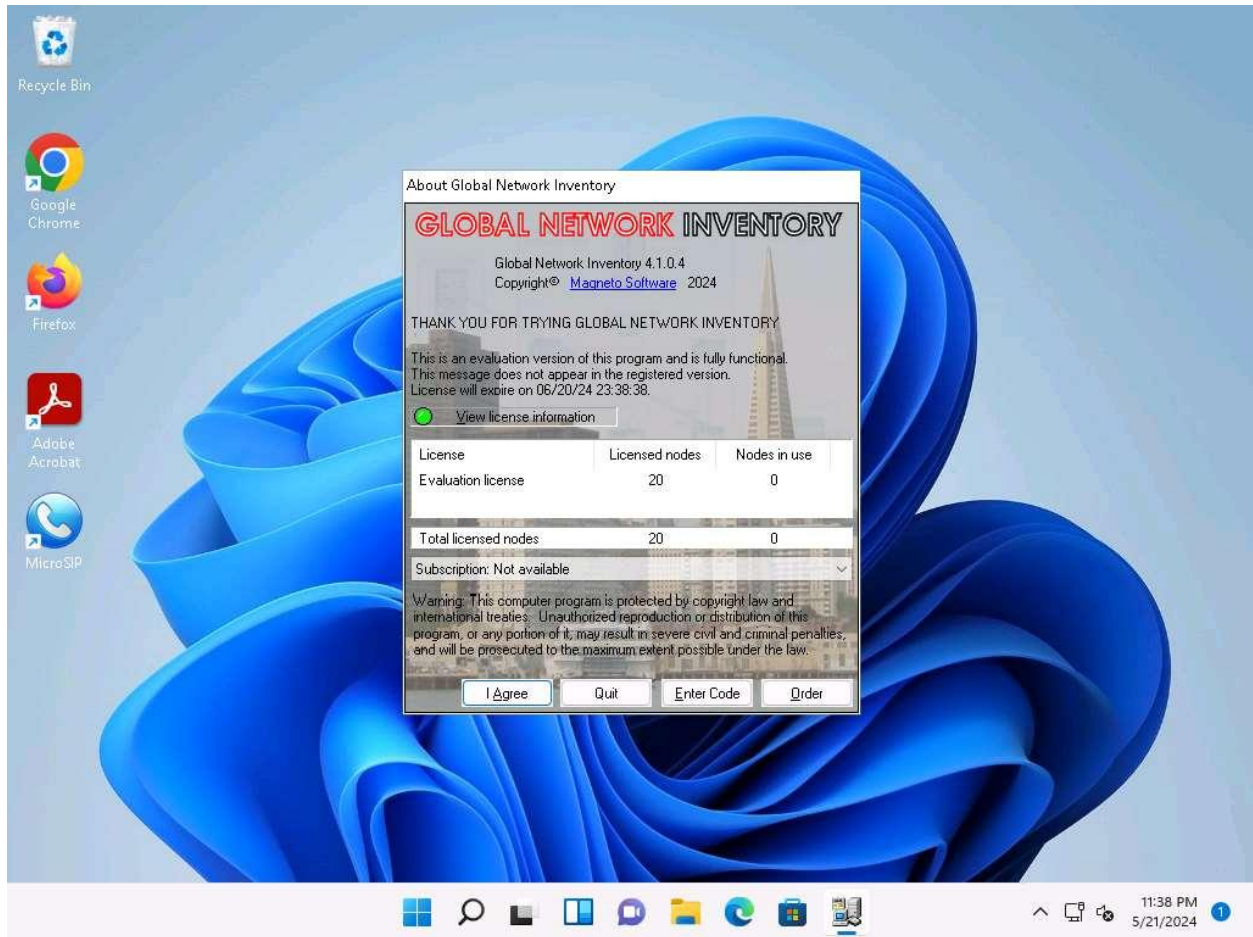 Recycle Bin
Google
Chrome
Firefox
Adobe
Acrobat
MicroSIP
About Global Network Inventory
GLOBAL NETWORK INVENTORY
Global Network Inventory 4.1.0.4
Copyright© Magneto Software 2024
THANK YOU FOR TRYING GLOBAL NETWORK INVENTORY
This is an evaluation version of this program and is fully functional.
This message does not appear in the registered version.
License will expire on 06/20/24 23:38:38.
View license information
License Licensed nodes Nodes in use
Evaluation license 20 0
Total licensed nodes 20 0
Subscription: Not available
Warning: This computer program is protected by copyright law and
international treaties. Unauthorized reproduction or distribution of this
program, or any portion of it, may result in severe civil and criminal penalties,
and will be prosecuted to the maximum extent possible under the law.
I Agree Quit Enter Code Order
11:38 PM
5/21/2024
1